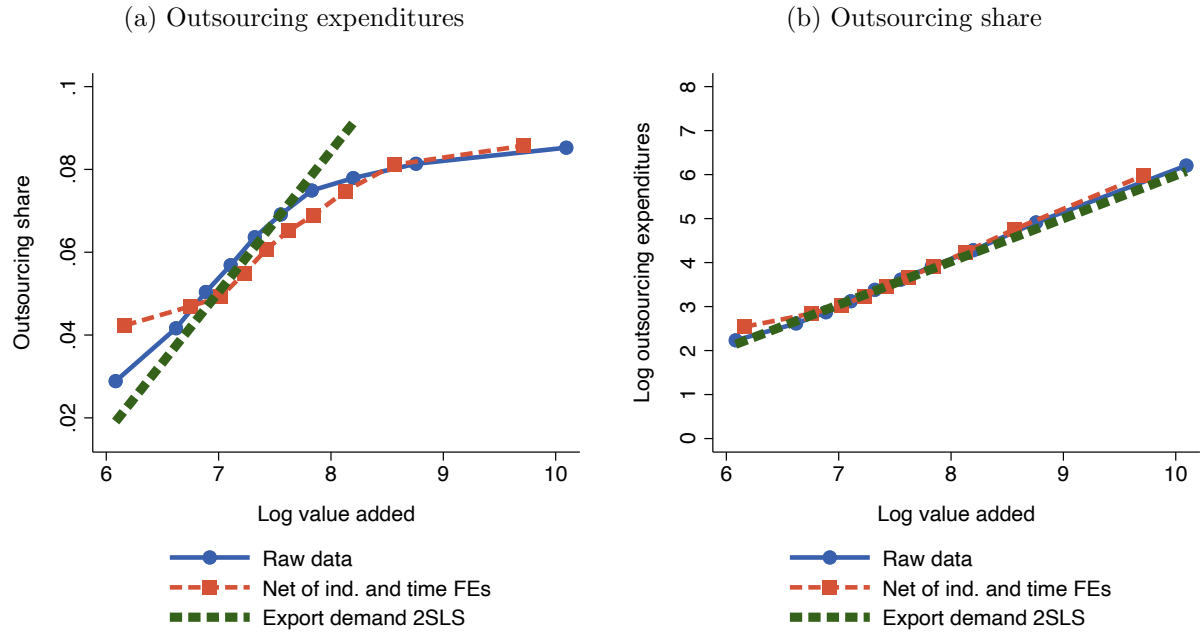 (a) Outsourcing expenditures
Outsourcing share
.02 .04 .06 .08 .1
6 7 8 9 10
Log value added
Raw data
Net of ind. and time FEs
Export demand 2SLS
(b) Outsourcing share
Log outsourcing expenditures
0 1 2 3 4 5 6 7 8
6 7 8 9 10
Log value added
Raw data
Net of ind. and time FEs
Export demand 2SLS